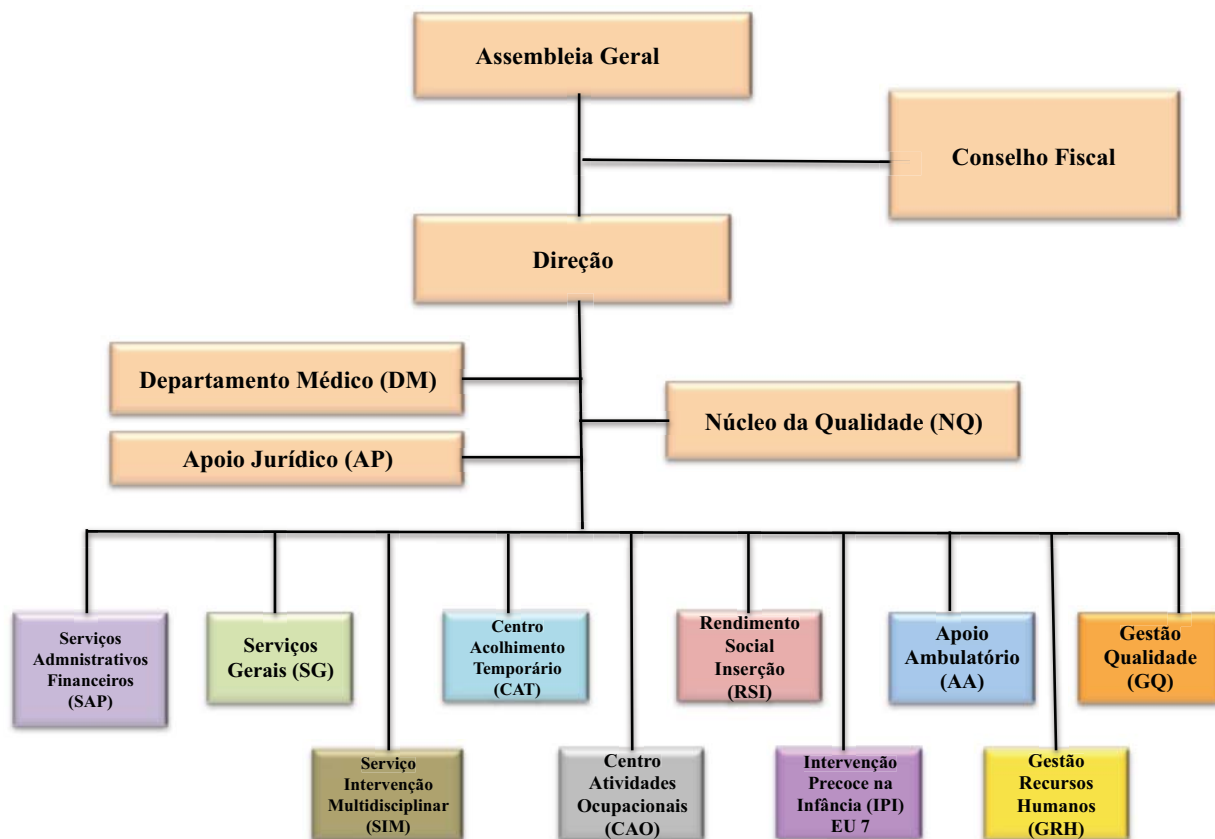 Assembleia Geral
Conselho Fiscal
Direção
Departamento Médico (DM)
Núcleo da Qualidade (NQ)
Apoio Jurídico (AP)
Serviços
Admnistrativos
Financeiros
(SAP)
Serviços
Gerais (SG)
Centro
Acolhimento
Temporário
(CAT)
Rendimento
Social
Inserção
(RSI)
Apoio
Ambulatório
(AA)
Gestão
Qualidade
(GQ)
Serviço
Intervenção
Multidisciplinar
(SIM)
Centro
Atividades
Ocupacionais
(CAO)
Intervenção
Precoce na
Infância (IPI)
EU 7
Gestão
Recursos
Humanos
(GRH)